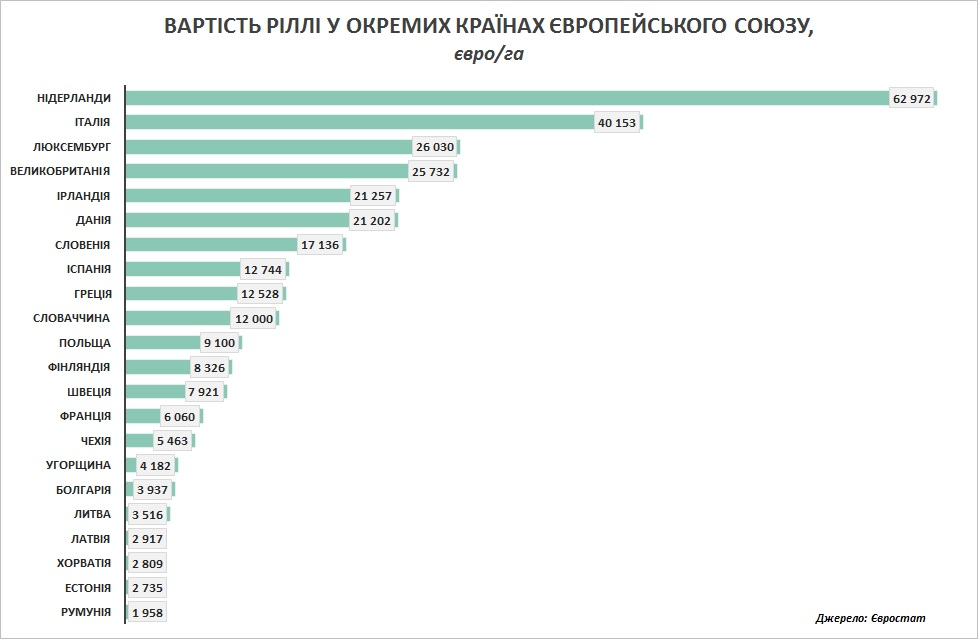 ВАРТІСТЬ РІЛЛІ У ОКРЕМИХ КРАЇНАХ ЄВРОПЕЙСЬКОГО СОЮЗУ,
євро/га
НІДЕРЛАНДИ 62 972
ІТАЛІЯ 40 153
ЛЮКСЕМБУРГ 26 030
ВЕЛИКОБРИТАНІЯ 25 732
ІРЛАНДІЯ 21 257
ДАНІЯ 21 202
СЛОВЕНІЯ 17 136
ІСПАНІЯ 12 744
ГРЕЦІЯ 12 528
СЛОВАЧЧИНА 12 000
ПОЛЬЩА 9 100
ФІНЛЯНДІЯ 8 326
ШВЕЦІЯ 7 921
ФРАНЦІЯ 6 060
ЧЕХІЯ 5 463
УГОРЩИНА 4 182
БОЛГАРІЯ 3 937
ЛИТВА 3 516
ЛАТВІЯ 2 917
ХОРВАТІЯ 2 809
ЕСТОНІЯ 2 735
РУМУНІЯ 1 958
Джерело: Євростат